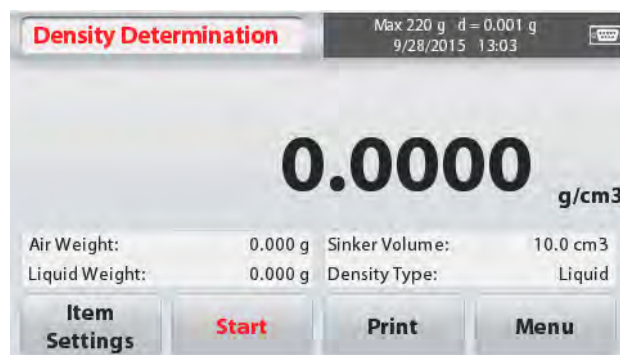 Density Determination
Max 220 g d = 0.001 g
9/28/2015 13:03
0.0000
g/cm3
Air Weight: 0.000 g Sinker Volume: 10.0 cm3
Liquid Weight: 0.000 g Density Type: Liquid
Item
Settings
Start
Print
Menu